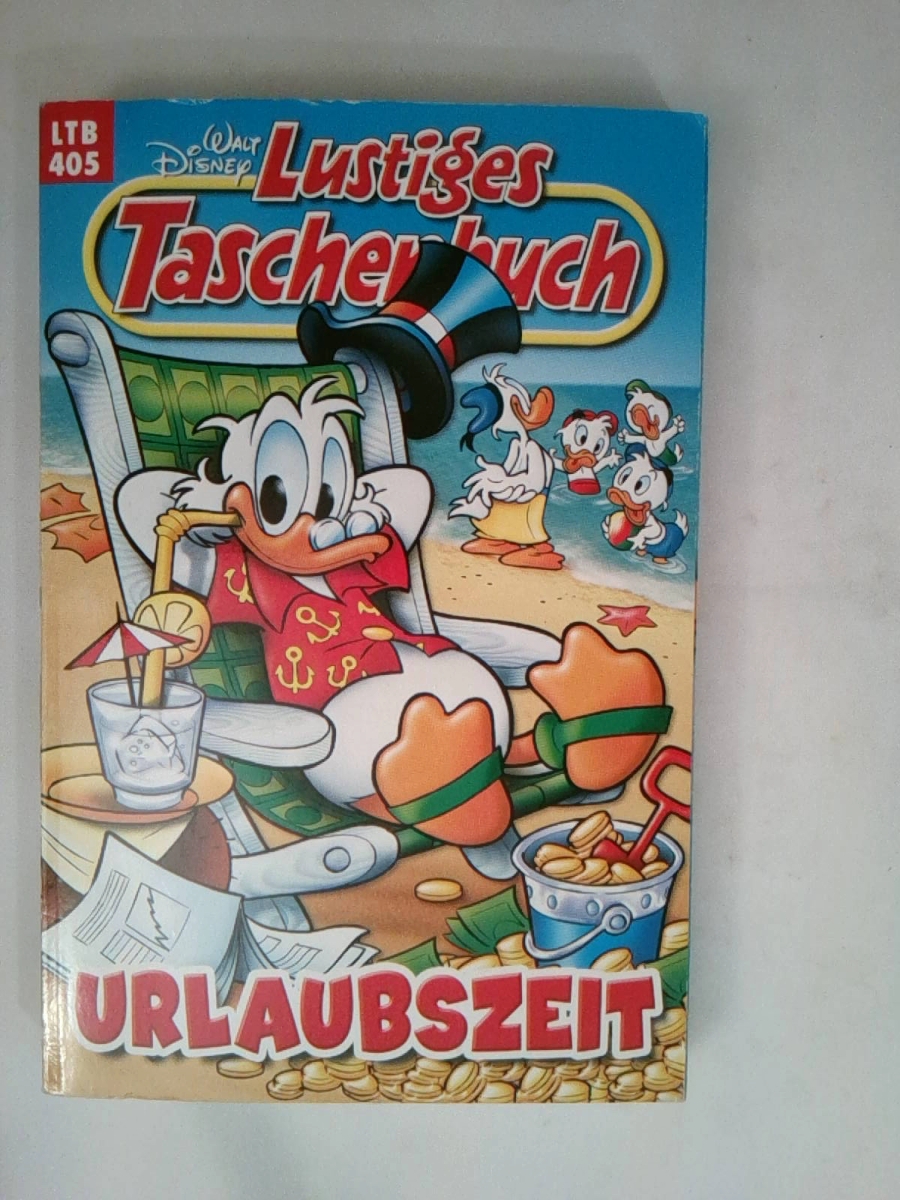 LTB
405
WALT
DISNEY
Lustiges
Taschenbuch
URLAUBSZEIT